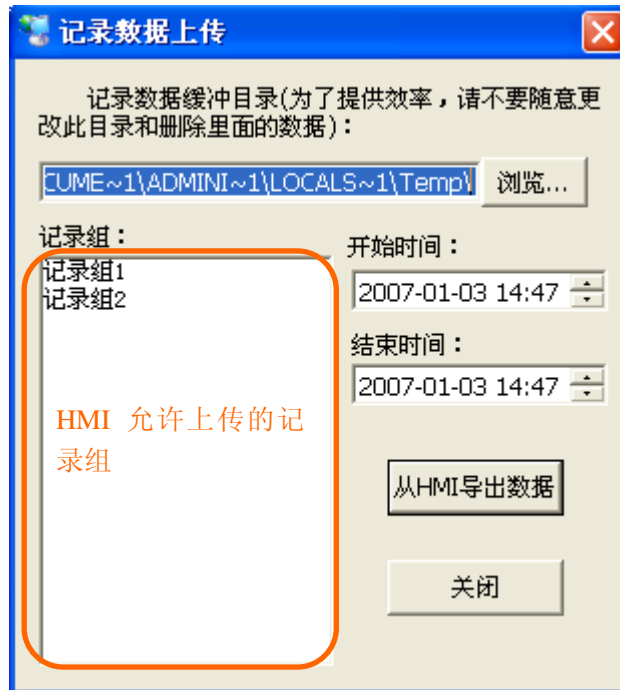 记录数据上传
记录数据缓冲目录(为了提供效率，请不要随意更
改此目录和删除里面的数据)：
CUME~1\ADMINI~1\LOCALS~1\Temp\
浏览...
记录组：
记录组1
记录组2
HMI 允许上传的记
录组
开始时间：
2007-01-03 14:47
结束时间：
2007-01-03 14:47
从HMI导出数据
关闭